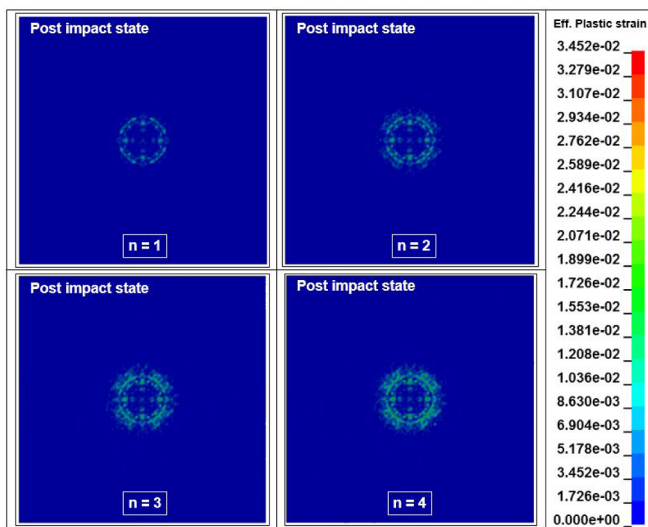 Post impact state
n = 1
Post impact state
n = 2
Post impact state
n = 3
Post impact state
n = 4
Eff. Plastic strain
3.452e-02
3.279e-02
3.107e-02
2.934e-02
2.762e-02
2.589e-02
2.416e-02
2.244e-02
2.071e-02
1.899e-02
1.726e-02
1.553e-02
1.381e-02
1.208e-02
1.036e-02
8.630e-03
6.904e-03
5.178e-03
3.452e-03
1.726e-03
0.000e+00